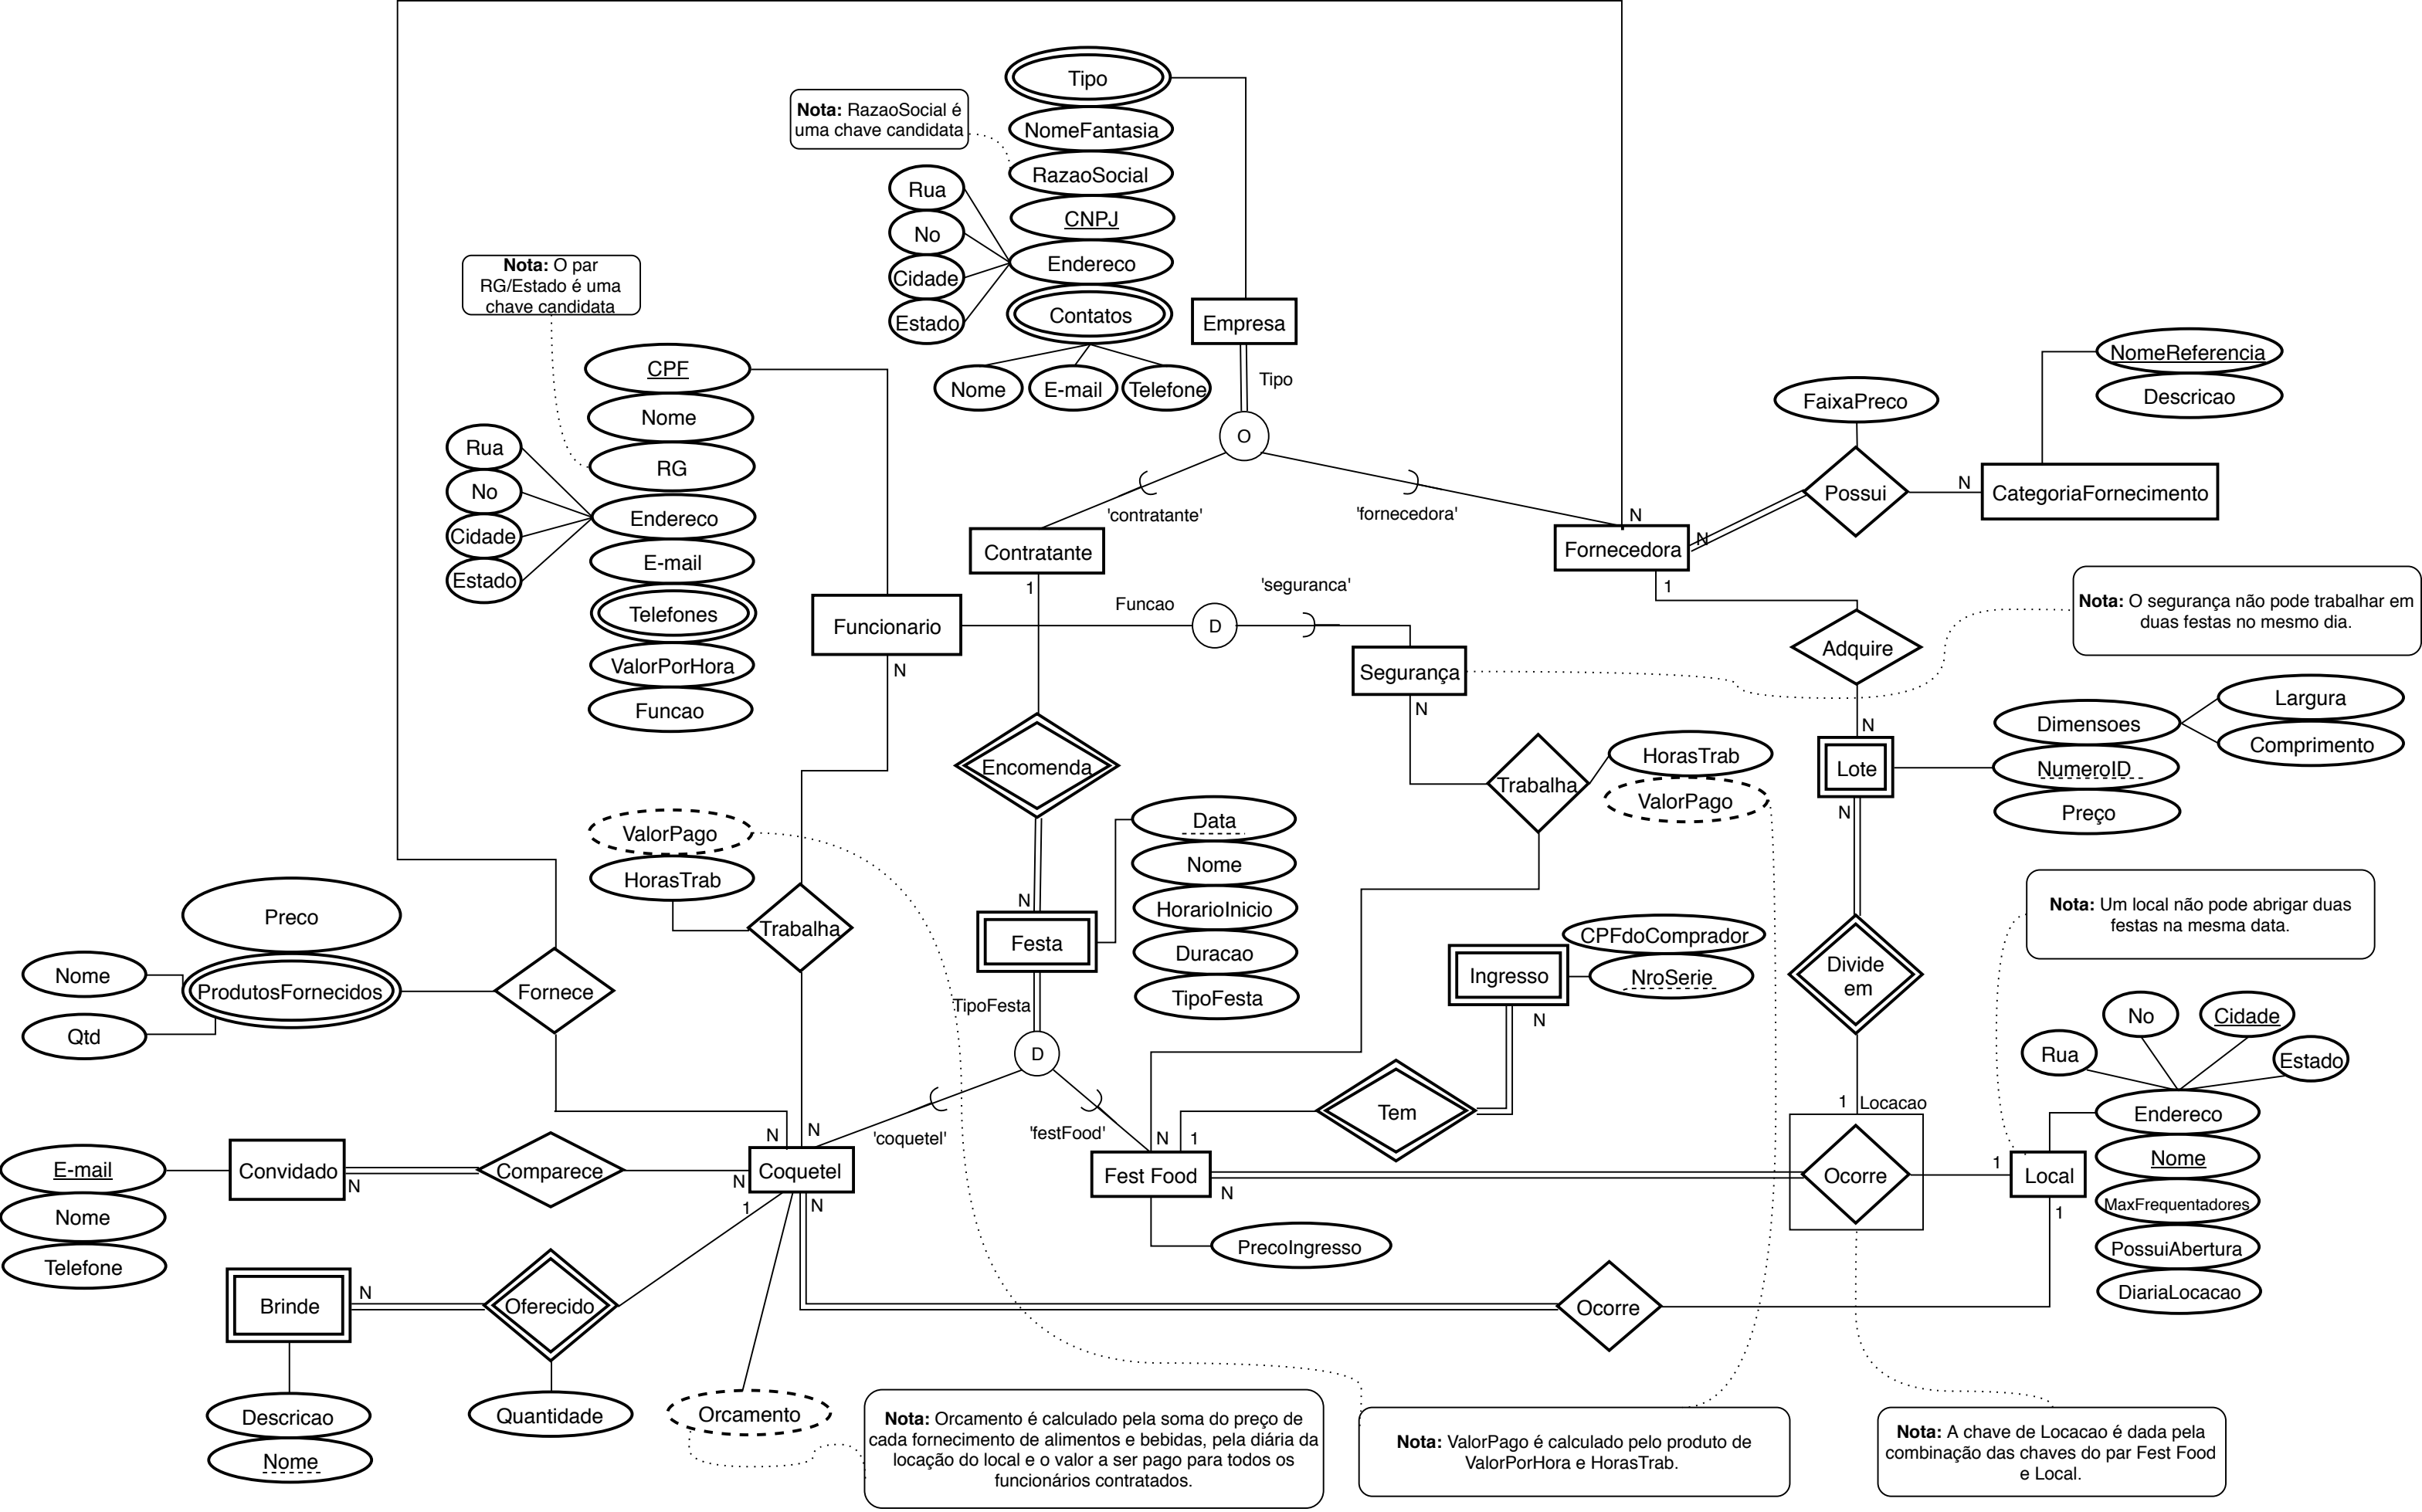 Tipo
NomeFantasia
RazaoSocial
CNPJ
Endereco
Contatos
Nota: RazaoSocial é
uma chave candidata
Rua
No
Cidade
Estado
Nome
E-mail
Telefone
Empresa
Tipo
O
'contratante'
'fornecedora'
Nota: O par
RG/Estado é uma
chave candidata
CPF
Nome
RG
Endereco
E-mail
Telefones
ValorPorHora
Funcao
Rua
No
Cidade
Estado
NomeReferencia
Descricao
FaixaPreco
Possui
N
CategoriaFornecimento
N
Fornecedora
N
1
Contratante
1
Funcionario
N
Funcao
D
'seguranca'
Segurança
N
Nota: O segurança não pode trabalhar em
duas festas no mesmo dia.
Adquire
N
Lote
N
Dimensoes
NumeroID
Preço
Largura
Comprimento
Encomenda
N
Trabalha
HorasTrab
ValorPago
ValorPago
HorasTrab
Trabalha
N
Data
Nome
HorarioInicio
Duracao
TipoFesta
Festa
TipoFesta
D
'coquetel'
'festFood'
Preco
ProdutosFornecidos
Nome
Qtd
Fornece
N
CPFdoComprador
NroSerie
Ingresso
N
Tem
1
N
Divide
em
1
Locacao
Nota: Um local não pode abrigar duas
festas na mesma data.
Rua
No
Cidade
Estado
Endereco
Nome
MaxFrequentadores
PossuiAbertura
DiariaLocacao
E-mail
Nome
Telefone
Convidado
N
Comparece
N
Coquetel
1
N
Fest Food
N
Ocorre
1
Local
1
PrecoIngresso
Ocorre
Brinde
N
Oferecido
Descricao
Nome
Quantidade
Orcamento
Nota: Orcamento é calculado pela soma do preço de
cada fornecimento de alimentos e bebidas, pela diária da
locação do local e o valor a ser pago para todos os
funcionários contratados.
Nota: ValorPago é calculado pelo produto de
ValorPorHora e HorasTrab.
Nota: A chave de Locacao é dada pela
combinação das chaves do par Fest Food
e Local.